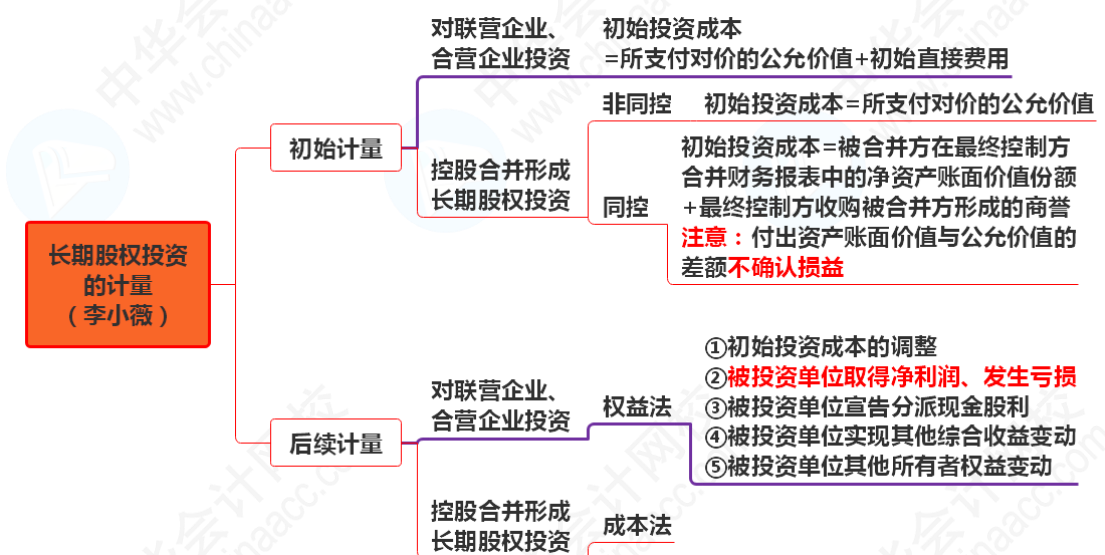 对联营企业、
合营企业投资
初始投资成本
=所支付对价的公允价值+初始直接费用
初始计量
非同控
初始投资成本=所支付对价的公允价值
控股合并形成
长期股权投资
同控
初始投资成本=被合并方在最终控制方
合并财务报表中的净资产账面价值份额
+最终控制方收购被合并方形成的商誉
注意：付出资产账面价值与公允价值的
差额不确认损益
长期股权投资
的计量
（李小薇）
后续计量
对联营企业、
合营企业投资
权益法
①初始投资成本的调整
②被投资单位取得净利润、发生亏损
③被投资单位宣告分派现金股利
④被投资单位实现其他综合收益变动
⑤被投资单位其他所有者权益变动
控股合并形成
长期股权投资
成本法